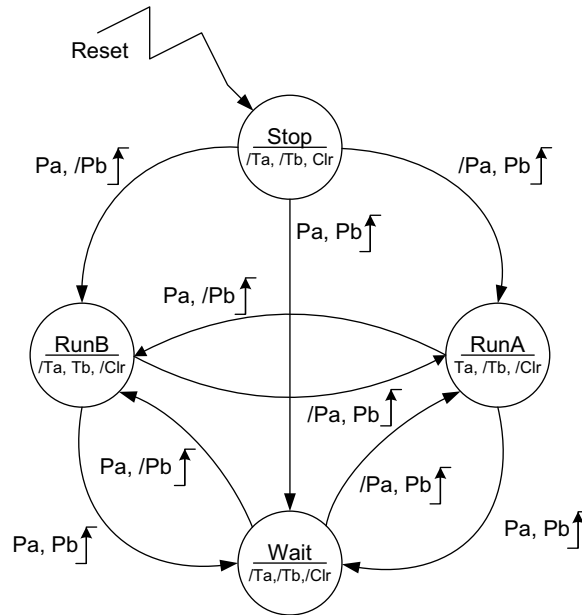 Reset
Stop
/Ta, /Tb, Clr
Pa, /Pb
/Pa, Pb
Pa, Pb
Pa, /Pb
RunB
/Ta, Tb, /Clr
RunA
Ta, /Tb, /Clr
/Pa, Pb
Pa, /Pb
/Pa, Pb
Pa, Pb
Pa, Pb
Wait
/Ta,/Tb,/Clr